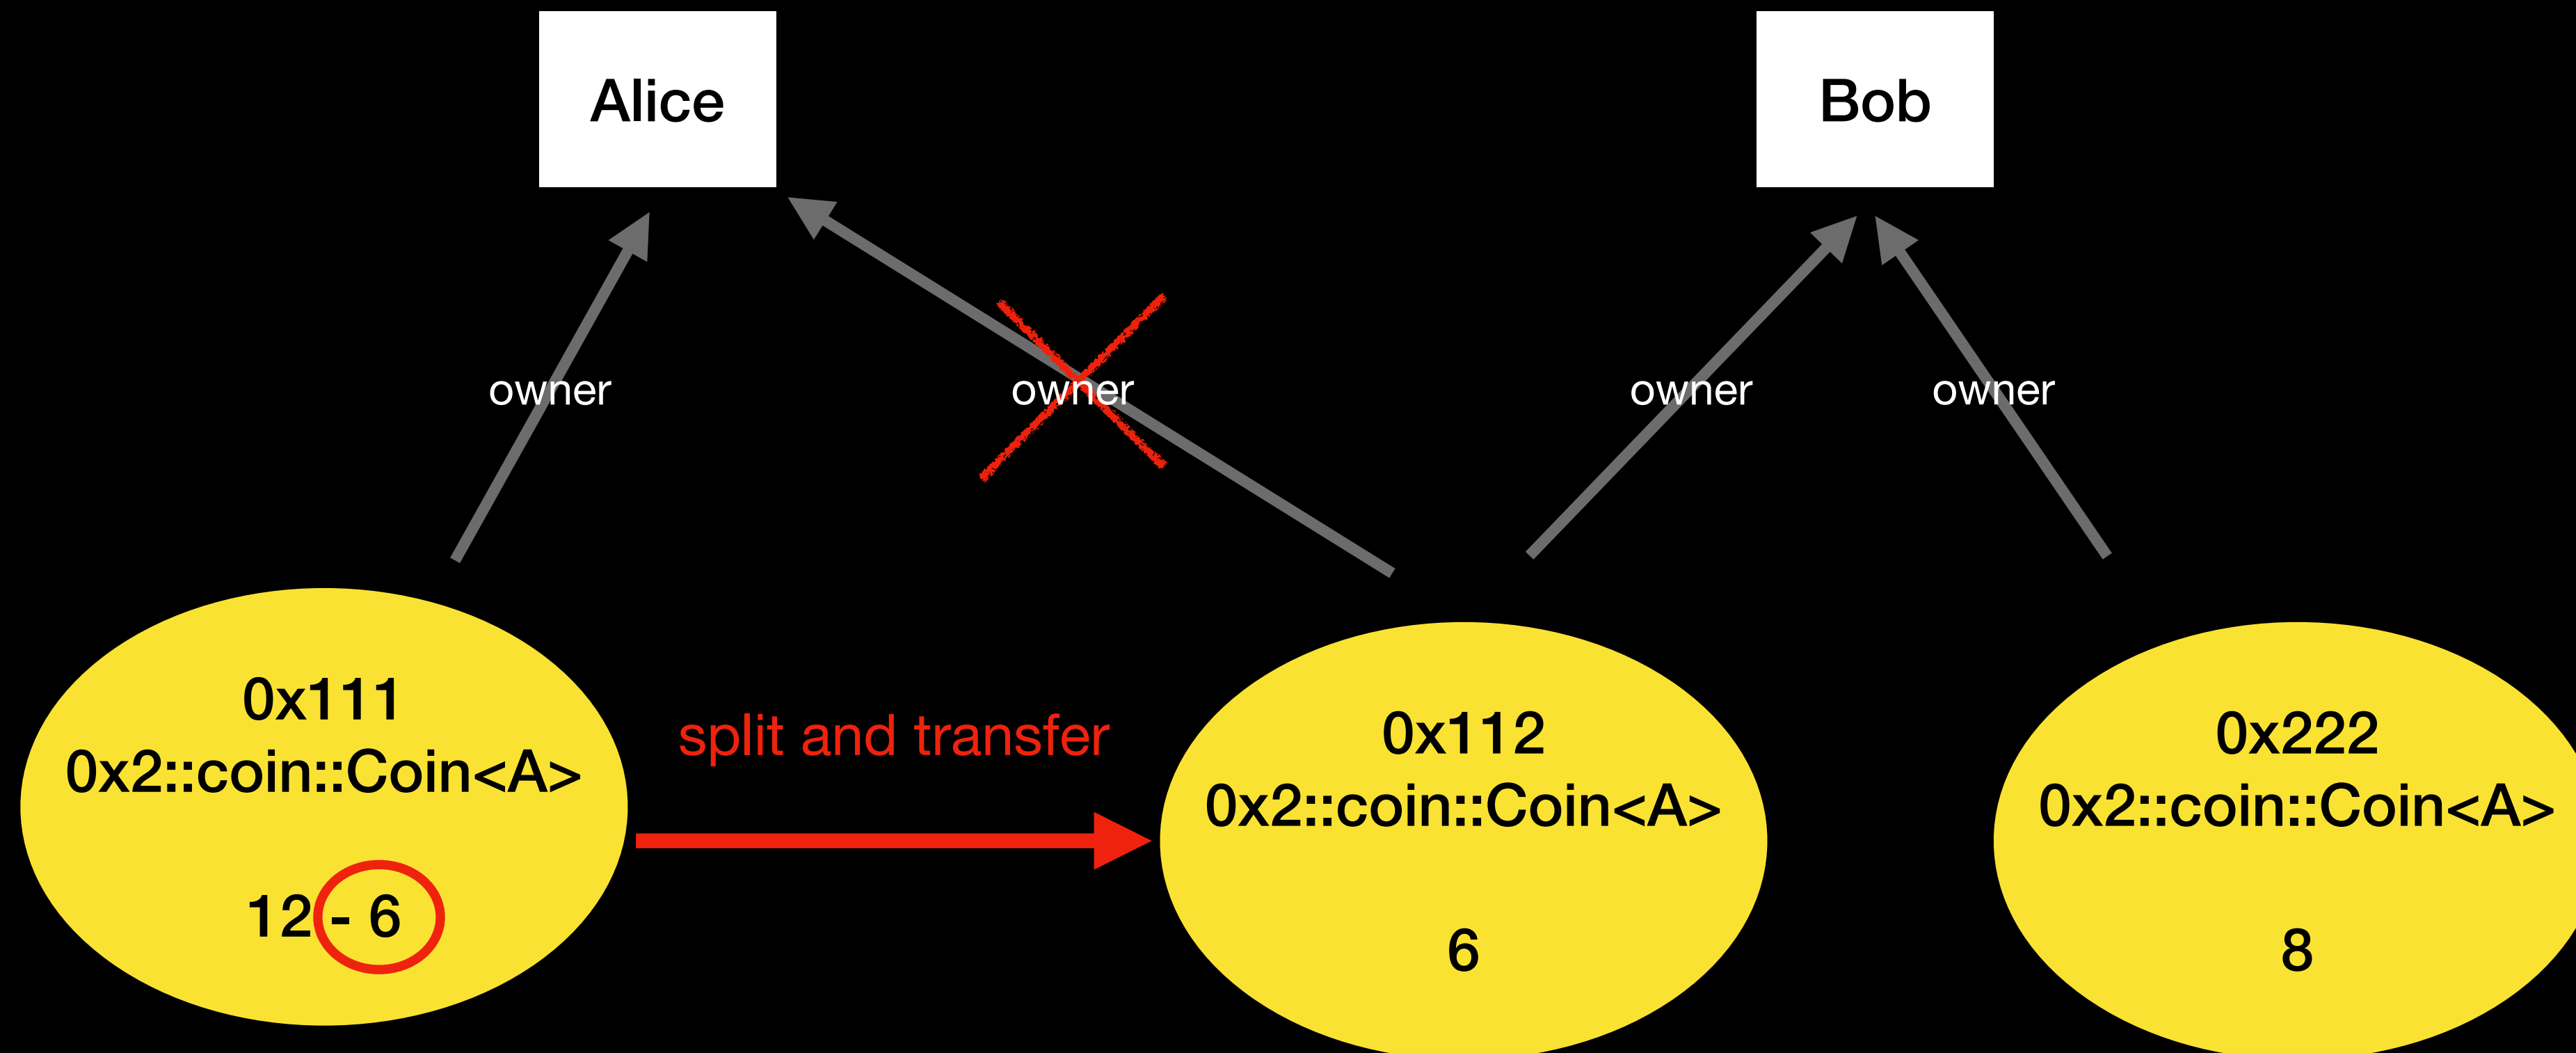 Alice
Bob
owner
owner
owner
owner
0x111
0x2::coin::Coin<A>
12 - 6
split and transfer
0x112
0x2::coin::Coin<A>
6
0x222
0x2::coin::Coin<A>
8